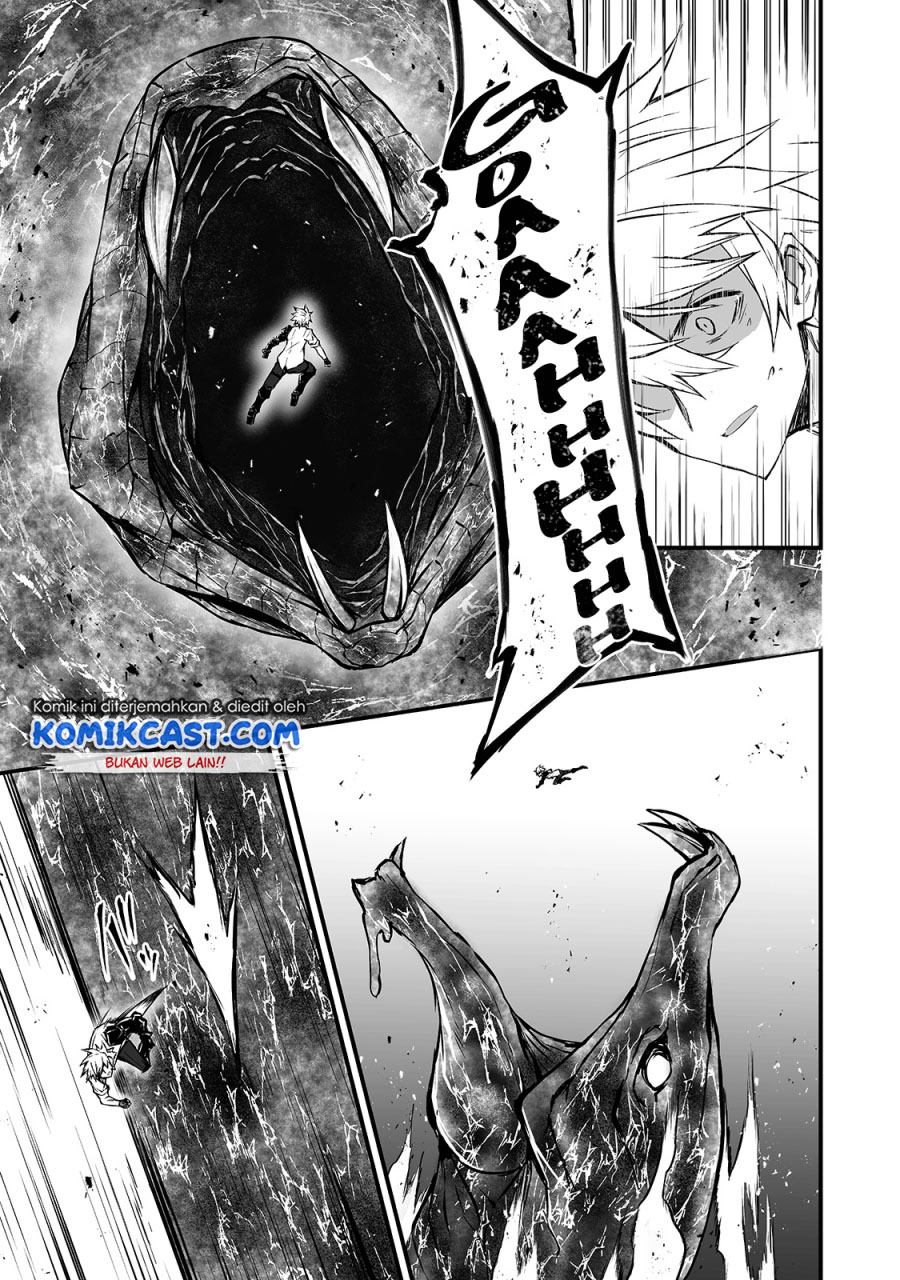 GOAAAHHHHHH
Komik ini diterjemahkan & diedit oleh
KOMIKCAST.COM
BUKAN WEB LAIN!!